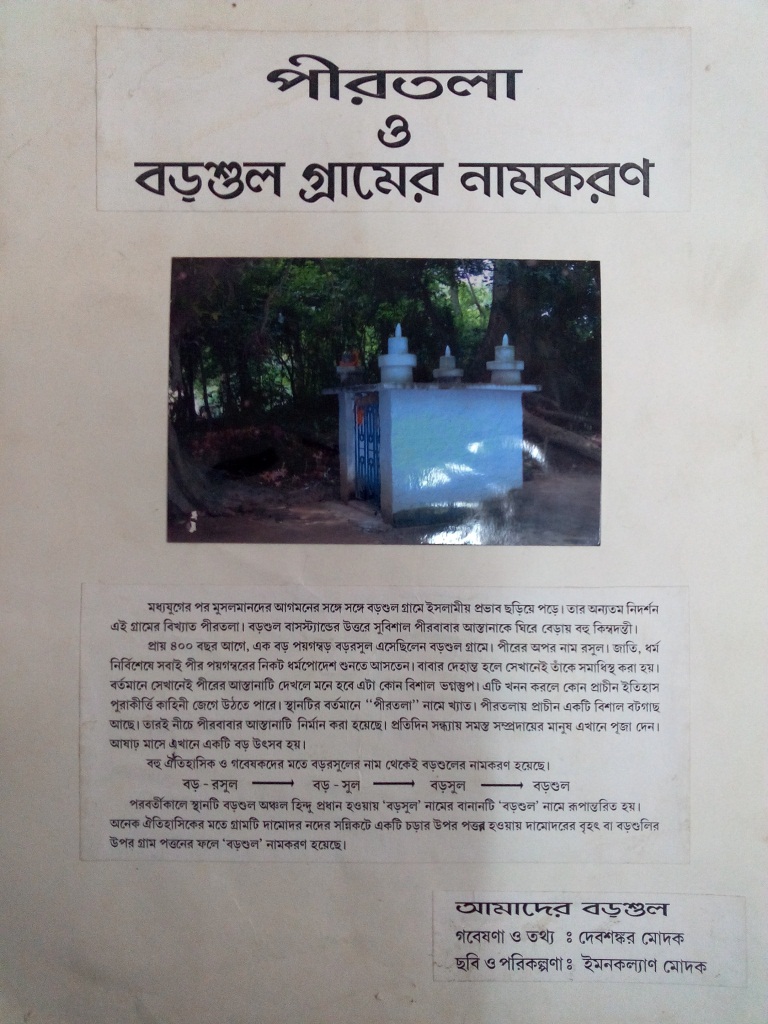 পীরতলা
ও
বড়শুল গ্রামের নামকরণ
মধ্যযুগের পর মুসলমানদের আগমনের সঙ্গে সঙ্গে বড়শুল গ্রামে ইসলামীয় প্রভাব ছড়িয়ে পড়ে। তার অন্যতম নিদর্শন
এই গ্রামের বিখ্যাত পীরতলা। বড়শুল বাসস্ট্যান্ডের উত্তরে সুবিশাল পীরবাবার আস্তানাকে ঘিরে বেড়ায় বহু কিম্বদন্তী।
প্রায় ৪০০ বছর আগে, এক বড় পয়গম্বড় বড়রসুল এসেছিলেন বড়শুল গ্রামে। পীরের অপর নাম রসুল। জাতি, ধর্ম
নির্বিশেষে সবাই পীর পয়গম্বরের নিকট ধর্মপোদেশ শুনতে আসতেন। বাবার দেহান্ত হলে সেখানেই তাঁকে সমাধিস্থ করা হয়।
বর্তমানে সেখানেই পীরের আস্তানাটি দেখলে মনে হবে এটা কোন বিশাল ভগ্নস্তুপ। এটি খনন করলে কোন প্রাচীন ইতিহাস
পুরাকীর্ত্তি কাহিনী জেগে উঠতে পারে। স্থানটির বর্তমানে ‘‘পীরতলা’’ নামে খ্যাত। পীরতলায় প্রাচীন একটি বিশাল বটগাছ
আছে। তারই নীচে পীরবাবার আস্তানাটি নির্মান করা হয়েছে। প্রতিদিন সন্ধ্যায় সমস্ত সম্প্রদায়ের মানুষ এখানে পূজা দেন।
আষাঢ় মাসে এখানে একটি বড় উৎসব হয়।
বহু ঐতিহাসিক ও গবেষকদের মতে বড়রসুলের নাম থেকেই বড়শুলের নামকরণ হয়েছে।
বড় - রসুল ⟶ বড় - সুল ⟶ বড়সুল ⟶ বড়শুল
পরবর্তীকালে স্থানটি বড়শুল অঞ্চল হিন্দু প্রধান হওয়ায় ‘বড়সুল’ নামের বানানটি ‘বড়শুল’ নামে রূপান্তরিত হয়।
অনেক ঐতিহাসিকের মতে গ্রামটি দামোদর নদের সন্নিকটে একটি চড়ার উপর পত্তন হওয়ায় দামোদরের বৃহৎ বা বড়শুলির
উপর গ্রাম পত্তনের ফলে ‘বড়শুল’ নামকরণ হয়েছে।
আমাদের বড়শুল
গবেষণা ও তথ্য : দেবশঙ্কর মোদক
ছবি ও পরিকল্পণা : ইমনকল্যাণ মোদক